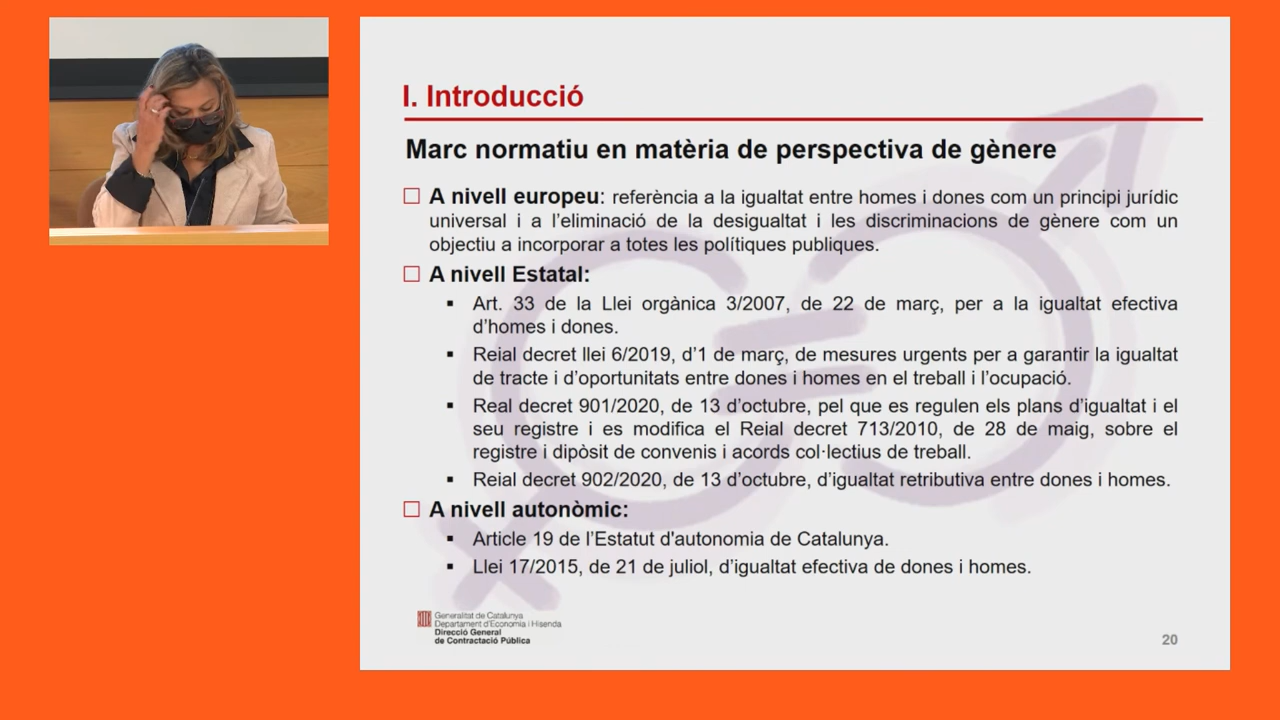 I. Introducció
Marc normatiu en matèria de perspectiva de gènere
A nivell europeu: referència a la igualtat entre homes i dones com un principi jurídic
universal i a l’eliminació de la desigualtat i les discriminacions de gènere com un
objectiu a incorporar a totes les polítiques publiques.
A nivell Estatal:
Art. 33 de la Llei orgànica 3/2007, de 22 de març, per a la igualtat efectiva
d’homes i dones.
Reial decret llei 6/2019, d’1 de març, de mesures urgents per a garantir la igualtat
de tracte i d’oportunitats entre dones i homes en el treball i l’ocupació.
Real decret 901/2020, de 13 d’octubre, pel que es regulen els plans d’igualtat i el
seu registre i es modifica el Reial decret 713/2010, de 28 de maig, sobre el
registre i dipòsit de convenis i acords col·lectius de treball.
Reial decret 902/2020, de 13 d’octubre, d’igualtat retributiva entre dones i homes.
A nivell autonòmic:
Article 19 de l’Estatut d'autonomia de Catalunya.
Llei 17/2015, de 21 de juliol, d’igualtat efectiva de dones i homes.
Generalitat de Catalunya
Departament d’Economia i Hisenda
Direcció General
de Contractació Pública
20